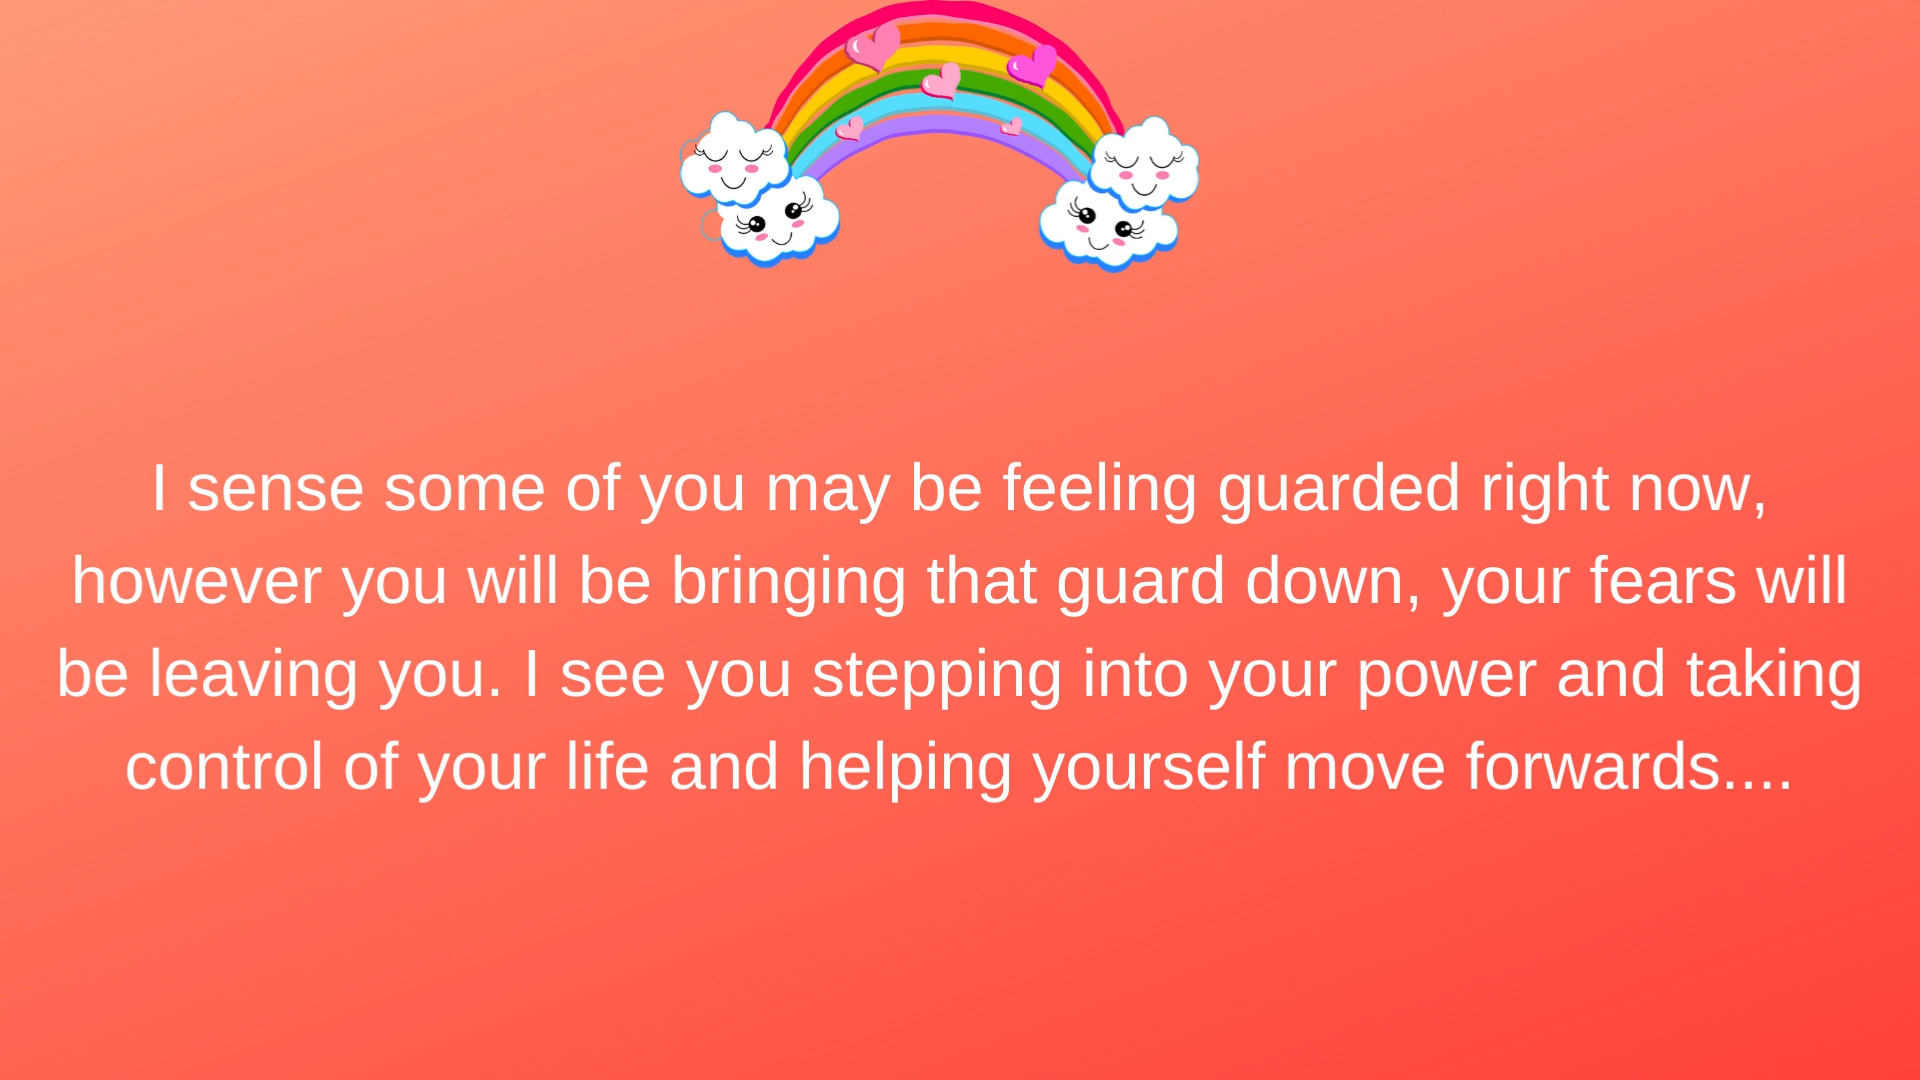 I sense some of you may be feeling guarded right now,
however you will be bringing that guard down, your fears will
be leaving you. I see you stepping into your power and taking
control of your life and helping yourself move forwards....